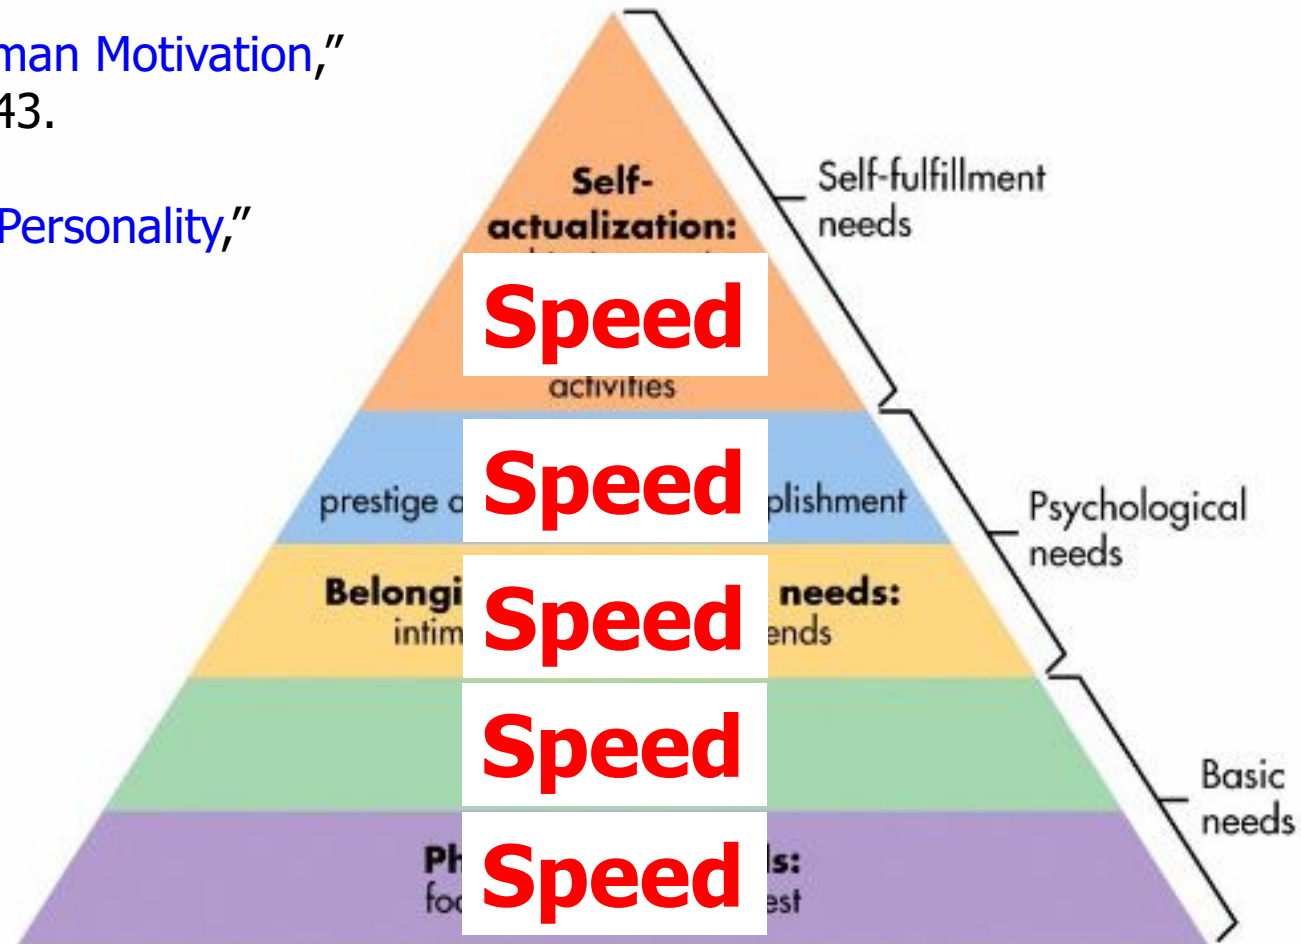 man Motivation,”
43.
Personality,”
Self-
actualization:
Speed
activities
Self-fulfillment
needs
prestige Speed plishment
Psychological
needs
Belongi Speed needs:
intim ends
Speed
Basic
needs
Ph Speed s:
foo est